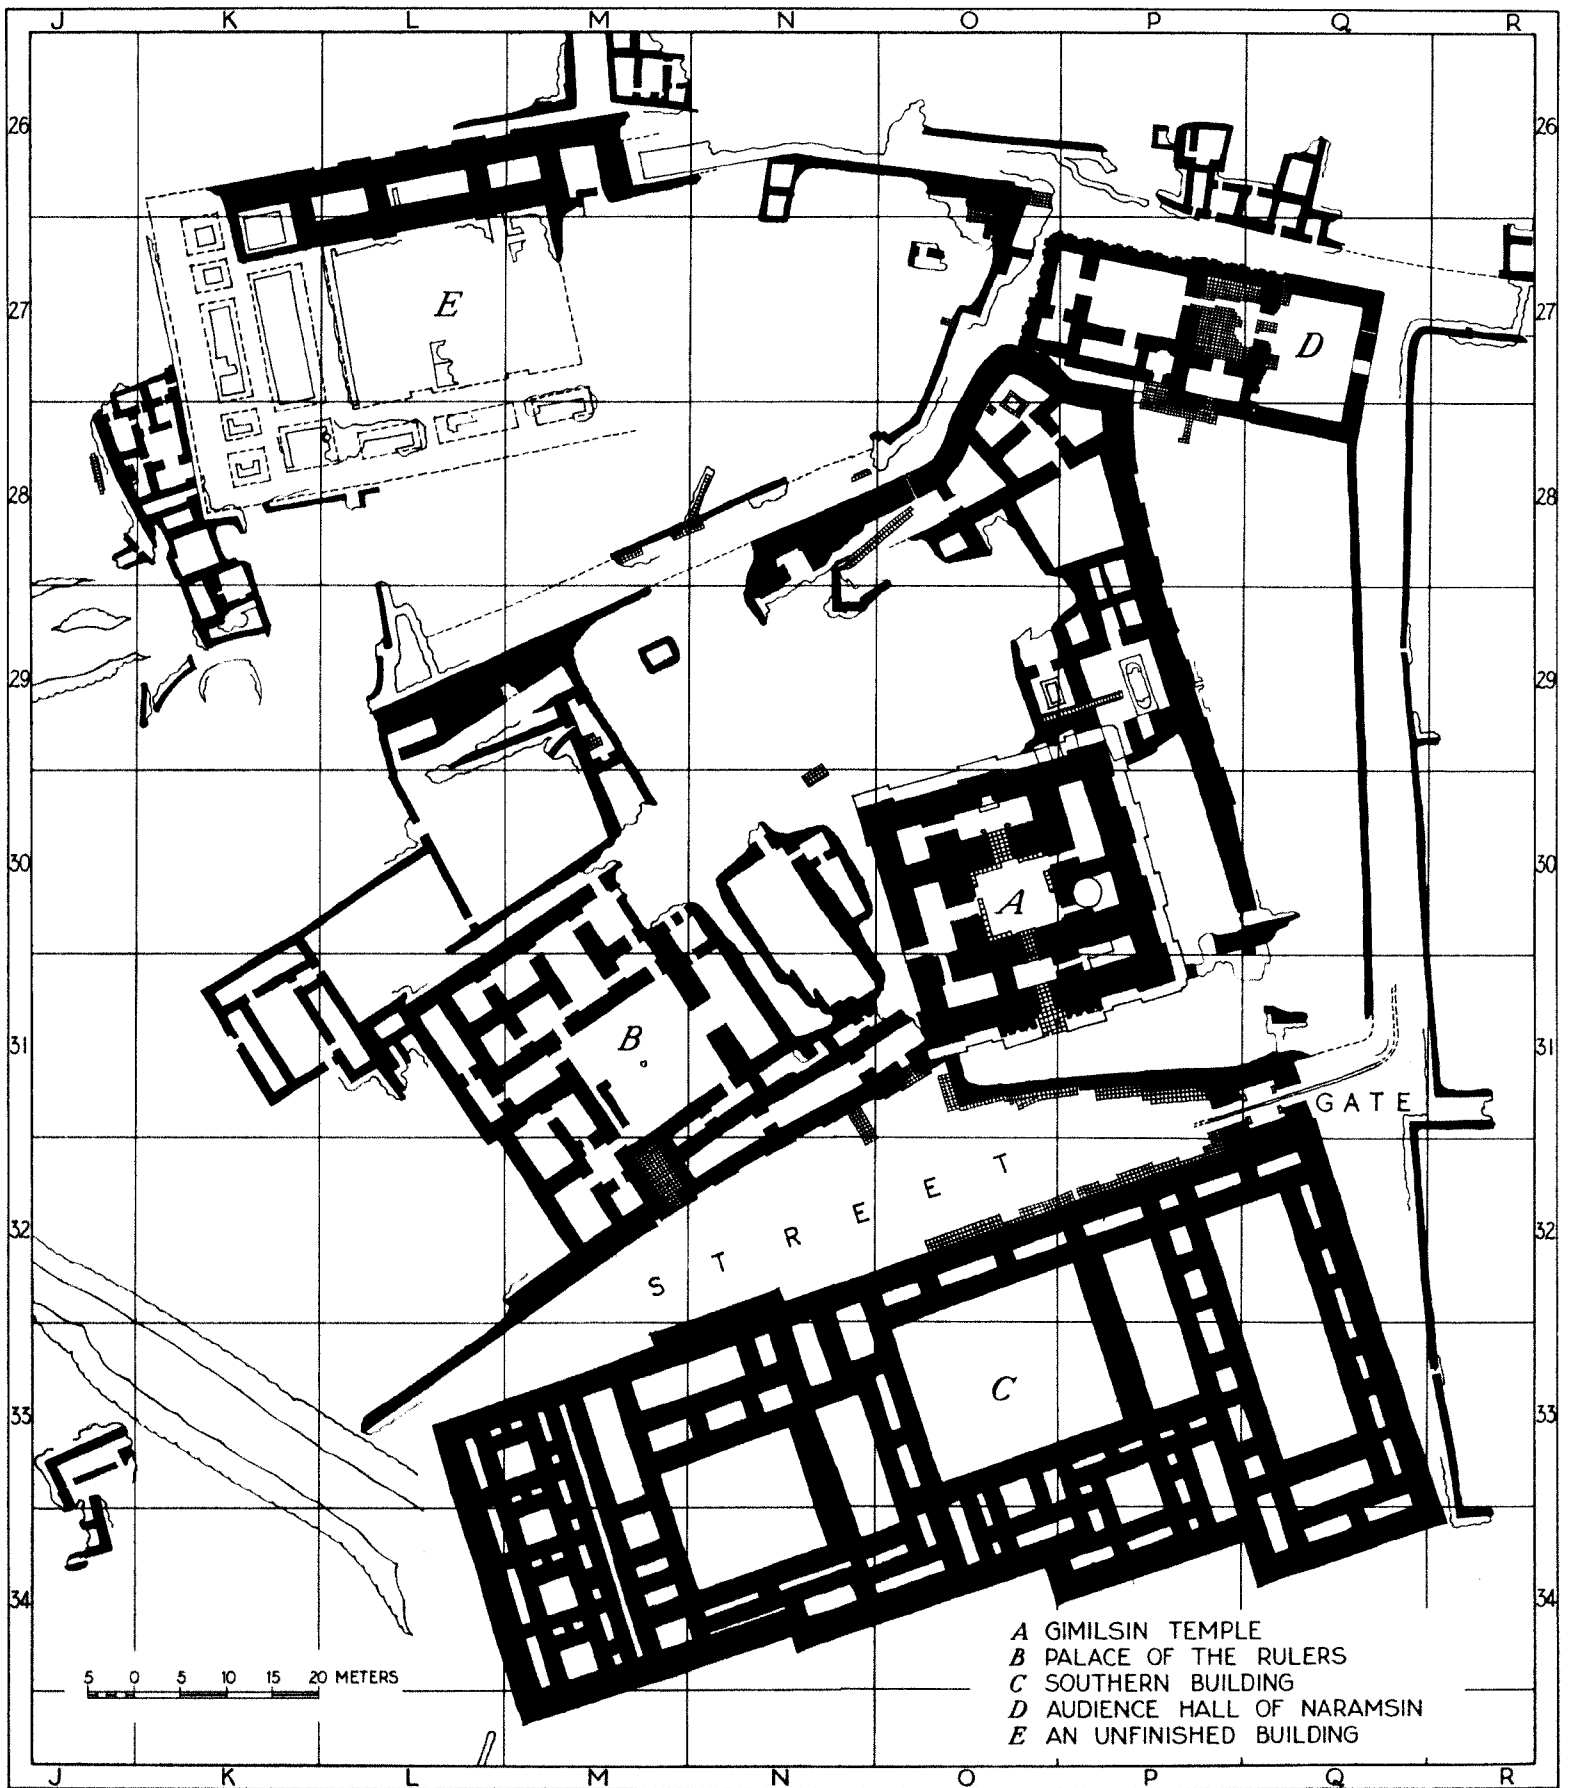 J K L M N O P Q R
26 26
E
27 27
D
28 28
29 29
30 30
A
B
31 31
GATE
STREET
32 32
C
33 33
34 34
A GIMILSIN TEMPLE
B PALACE OF THE RULERS
C SOUTHERN BUILDING
D AUDIENCE HALL OF NARAMSIN
E AN UNFINISHED BUILDING
5 0 5 10 15 20 METERS
J K L M N O P Q R